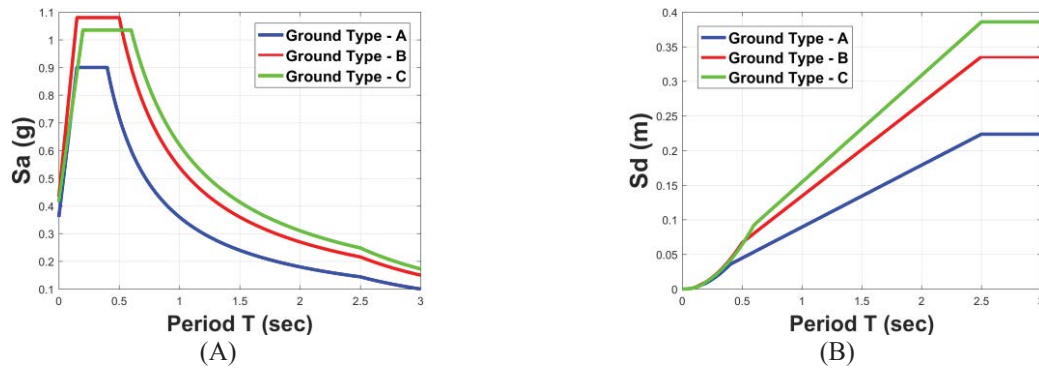 1.1
1
0.9
0.8
0.7
0.6
0.5
0.4
0.3
0.2
0.1
Sa (g)
Ground Type - A
Ground Type - B
Ground Type - C
0 0.5 1 1.5 2 2.5 3
Period T (sec)
(A)
0.4
0.35
0.3
0.25
0.2
0.15
0.1
0.05
0
Sd (m)
Ground Type - A
Ground Type - B
Ground Type - C
0 0.5 1 1.5 2 2.5 3
Period T (sec)
(B)